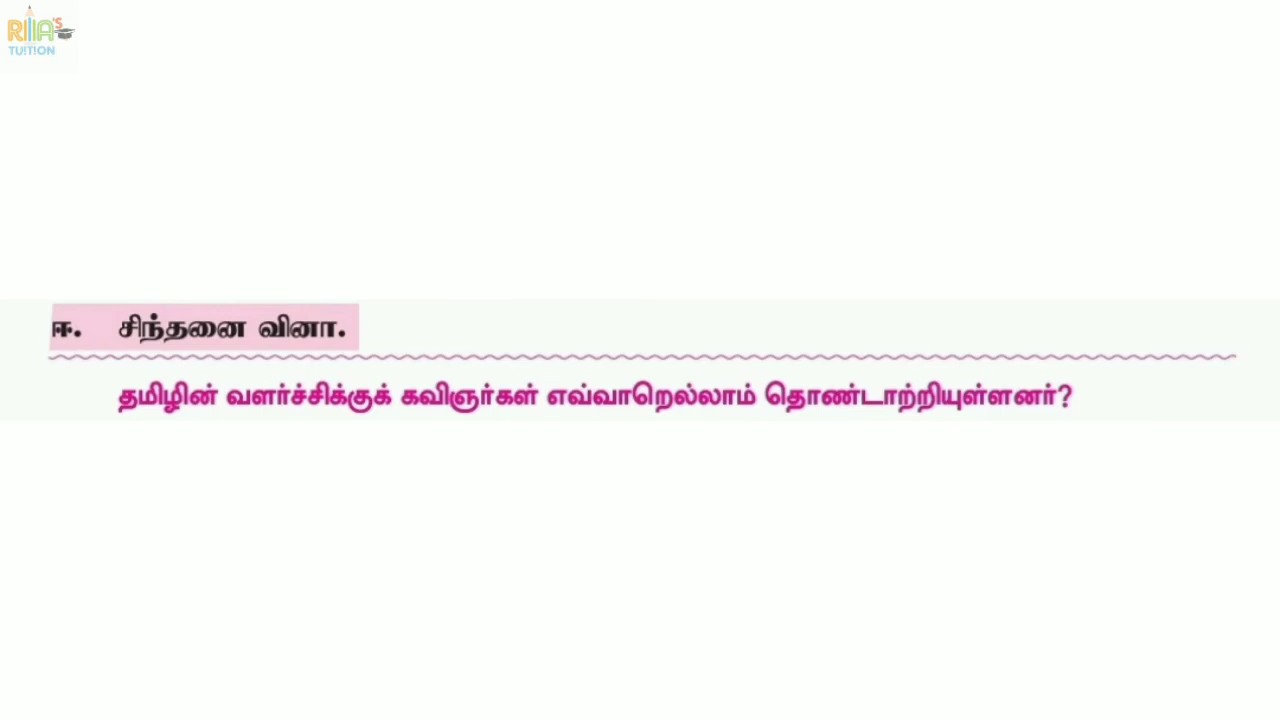 RIIA'S
TUITION
ஈ. சிந்தனை வினா.
தமிழின் வளர்ச்சிக்குக் கவிஞர்கள் எவ்வாறெல்லாம் தொண்டாற்றியுள்ளனர்?